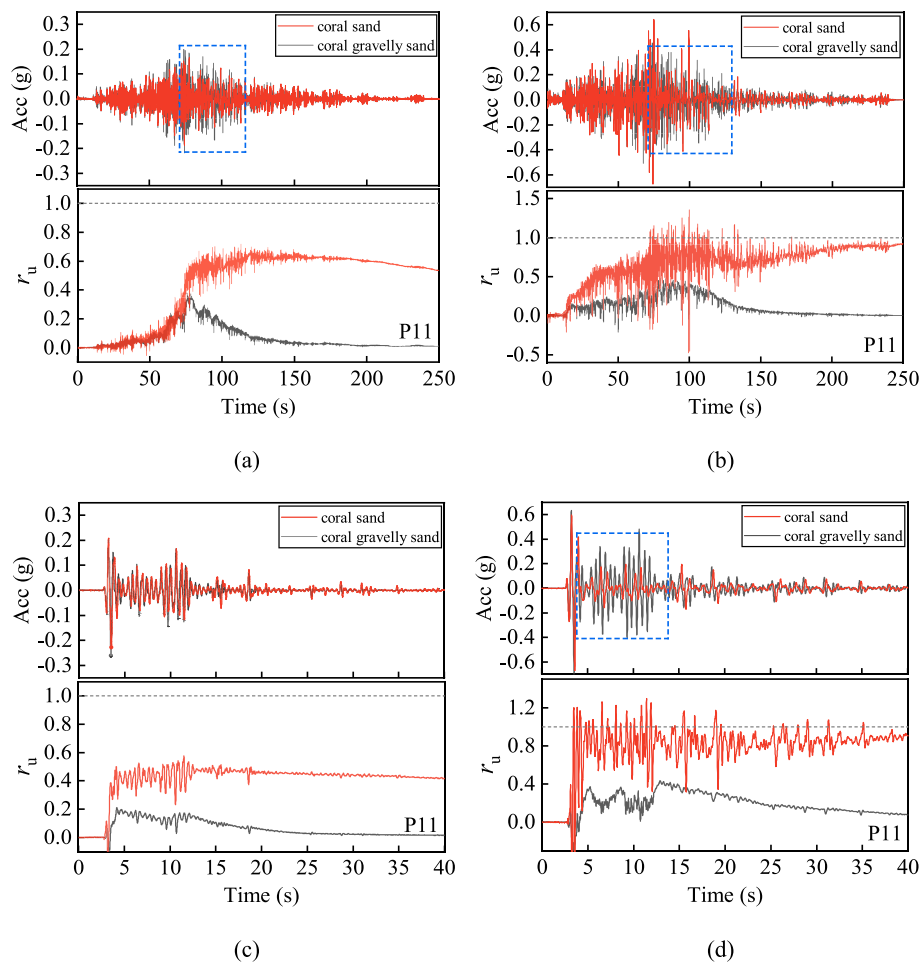 coral sand
coral gravelly sand
Acc (g)
0.3
0.2
0.1
0.0
-0.1
-0.2
-0.3
r_u
1.0
0.8
0.6
0.4
0.2
0.0
P11
0 50 100 150 200 250
Time (s)
(a)
coral sand
coral gravelly sand
Acc (g)
0.6
0.4
0.2
0.0
-0.2
-0.4
-0.6
r_u
1.5
1.0
0.5
0.0
-0.5
P11
0 50 100 150 200 250
Time (s)
(b)
coral sand
coral gravelly sand
Acc (g)
0.3
0.2
0.1
0.0
-0.1
-0.2
-0.3
r_u
1.0
0.8
0.6
0.4
0.2
0.0
P11
0 5 10 15 20 25 30 35 40
Time (s)
(c)
coral sand
coral gravelly sand
Acc (g)
0.6
0.4
0.2
0.0
-0.2
-0.4
-0.6
r_u
1.2
0.8
0.4
0.0
P11
0 5 10 15 20 25 30 35 40
Time (s)
(d)